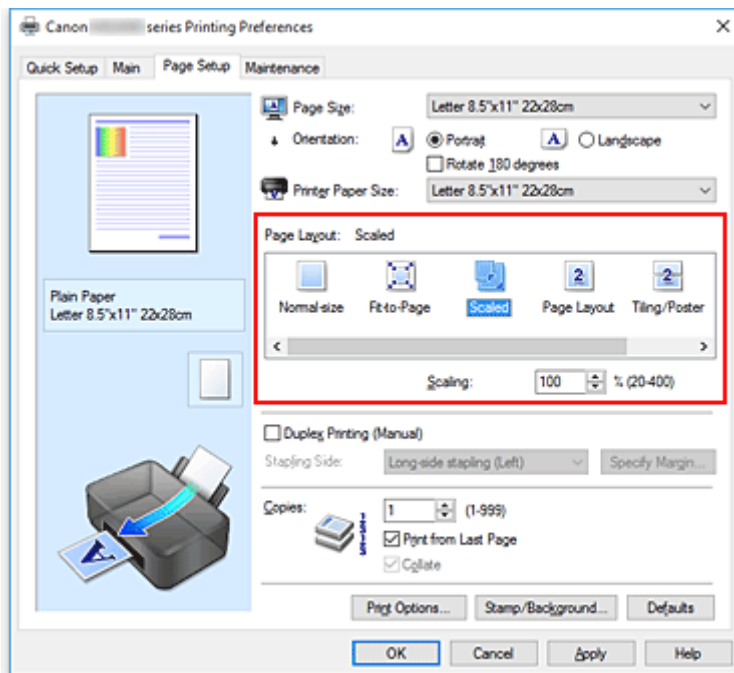 Canon series Printing Preferences
Quick Setup Main Page Setup Maintenance
Page Size: Letter 8.5"x11" 22x28cm
Orientation: A Portrait A Landscape
Rotate 180 degrees
Printer Paper Size: Letter 8.5"x11" 22x28cm
Page Layout: Scaled
Normal-size Fit-to-Page Scaled 2 Page Layout 2 Tiling/Poster
Scaling: 100 % (20-400)
Plain Paper
Letter 8.5"x11" 22x28cm
Duplex Printing (Manual)
Stapling Side: Long-side stapling (Left) Specify Margin...
Copies: 1 (1-999)
Print from Last Page
Collate
A
Print Options... Stamp/Background... Defaults
OK Cancel Apply Help